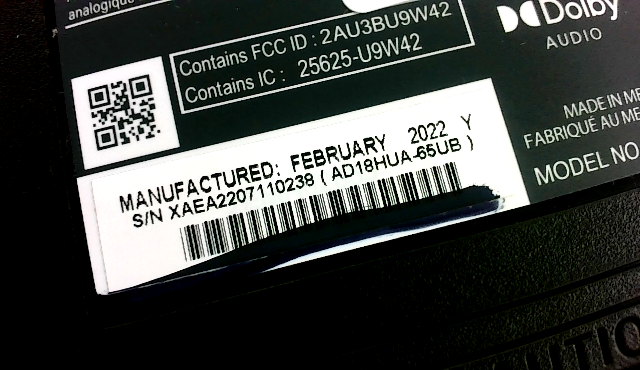 analogique
Contains FCC ID : 2AU3BU9W42
Contains IC : 25625-U9W42
Dolby
AUDIO
MADE IN ME
FABRIQUÉ AU ME
MODEL NO
MANUFACTURED: FEBRUARY 2022 Y
S/N XAEA2207110238 ( AD18HUA-65UB )